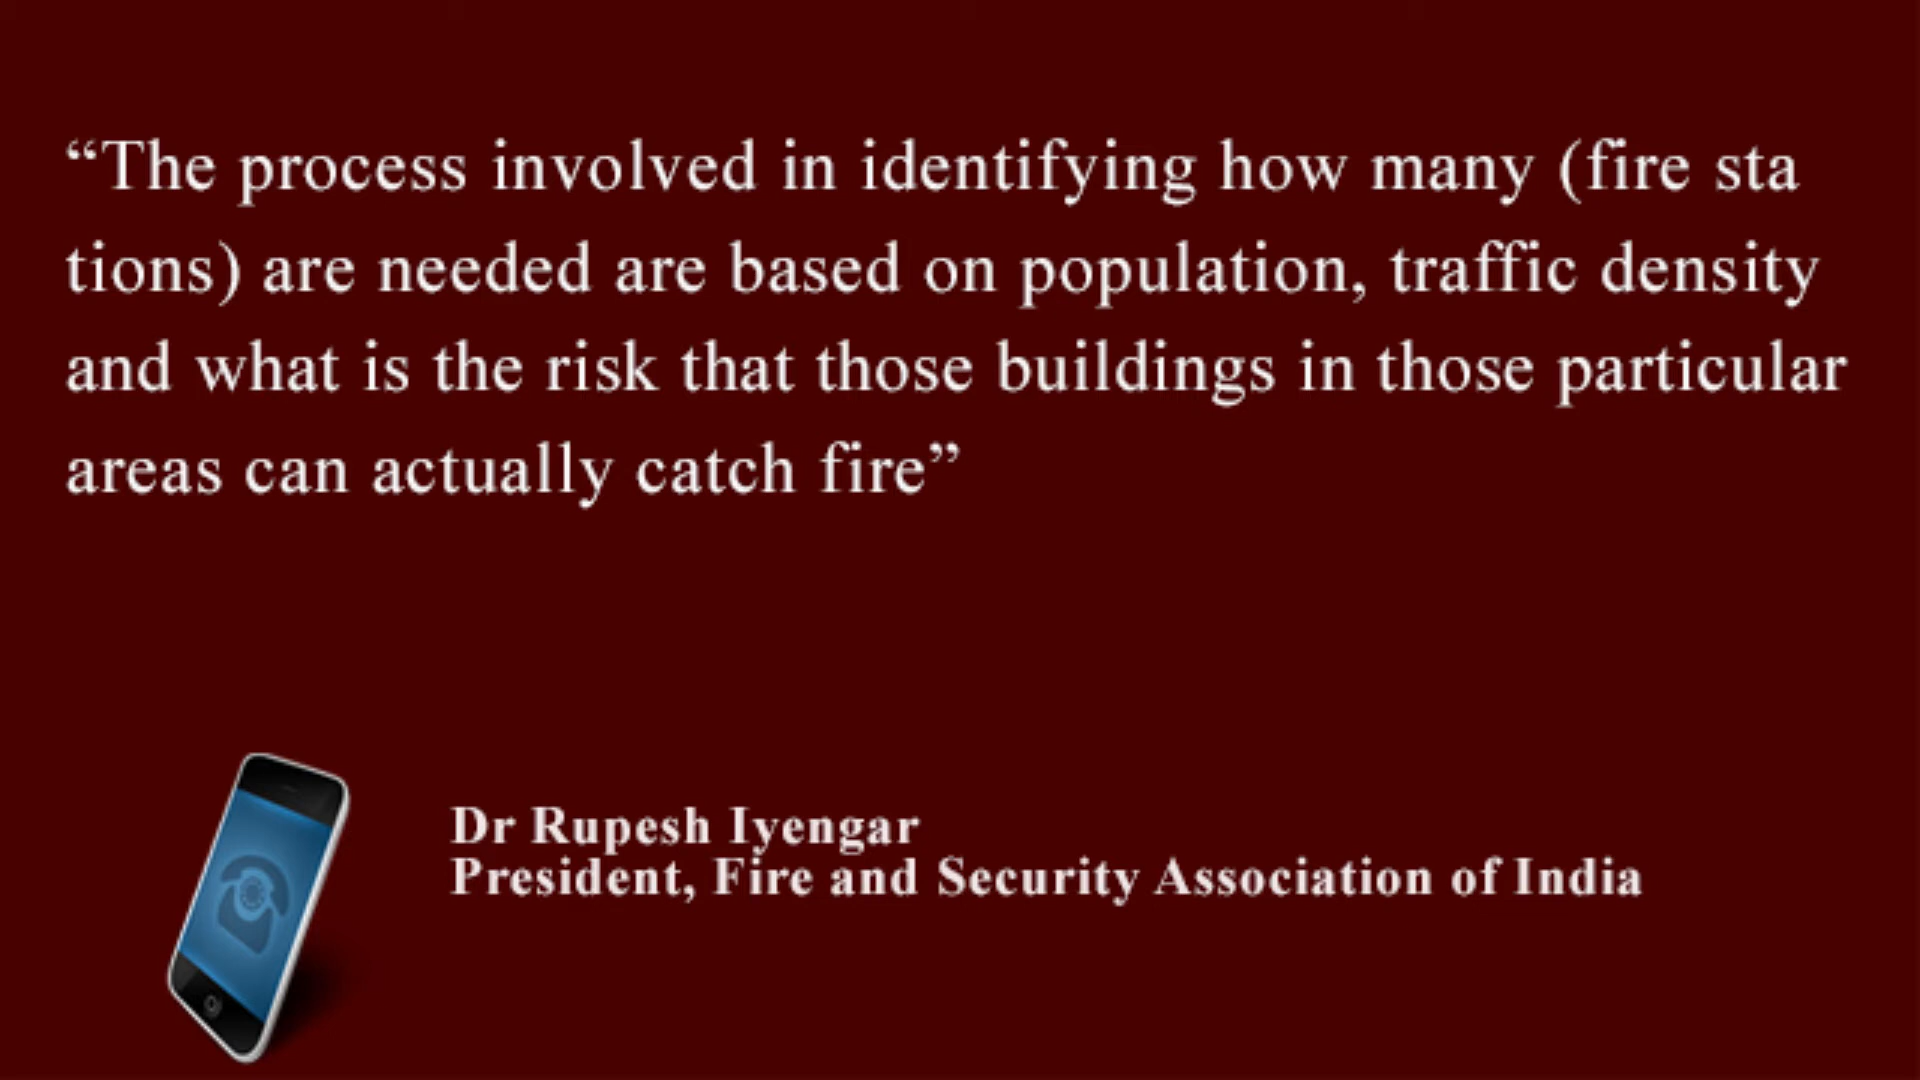 “The process involved in identifying how many (fire sta
tions) are needed are based on population, traffic density
and what is the risk that those buildings in those particular
areas can actually catch fire”
Dr Rupesh Iyengar
President, Fire and Security Association of India